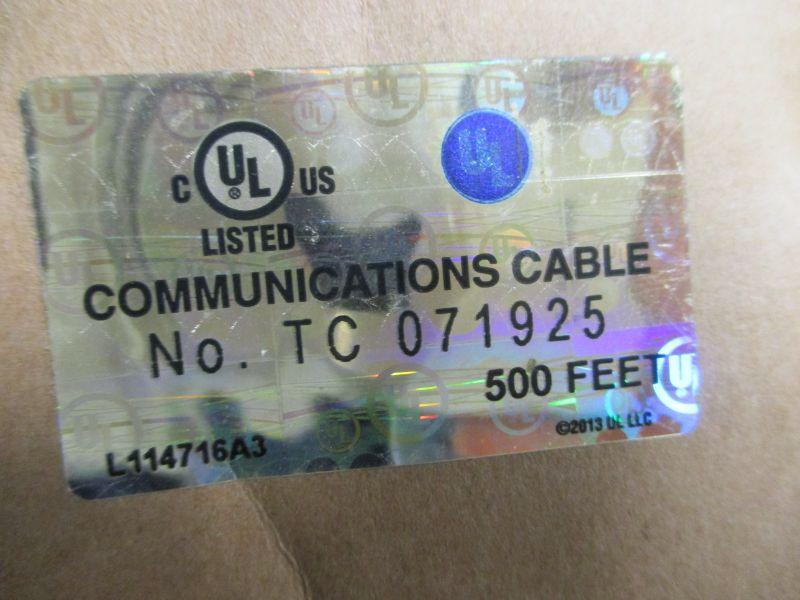 C UL US
LISTED
COMMUNICATIONS CABLE
No. TC 071925
500 FEET
©2013 UL LLC
L114716A3